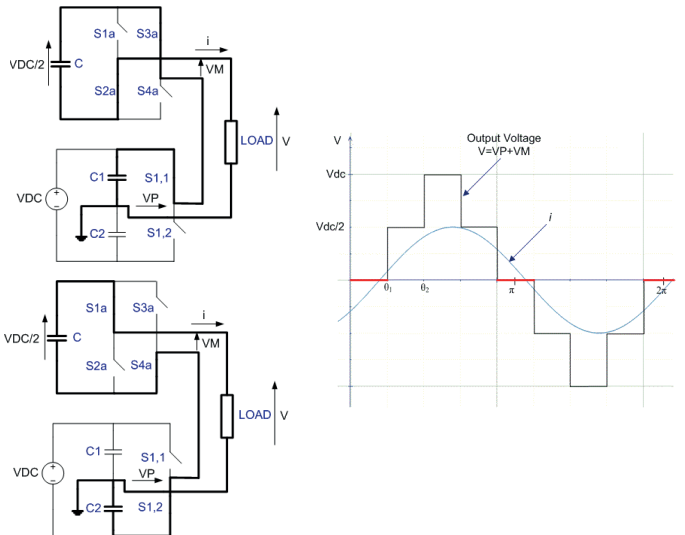 S1a
S3a
i
VDC/2
C
VM
S2a
S4a
LOAD
V
C1
S1,1
VDC
VP
C2
S1,2
S1a
S3a
i
VDC/2
C
VM
S2a
S4a
LOAD
V
C1
S1,1
VDC
VP
C2
S1,2
V
Output Voltage
V=VP+VM
Vdc
Vdc/2
i
θ1
θ2
π
2π